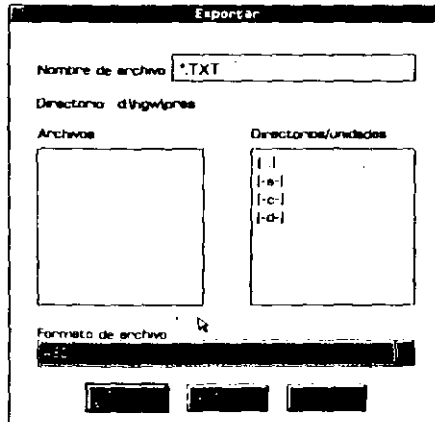 Exportar
Nombre de archivo *.TXT
Directorio d:\hgw\pres
Archivos
Directorios/unidades
[..]
[-a-]
[-c-]
[-d-]
Formato de archivo